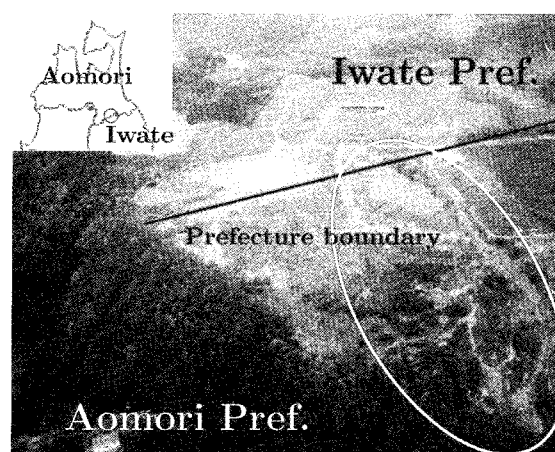 Aomori
Iwate
Iwate Pref.
Prefecture boundary
Aomori Pref.